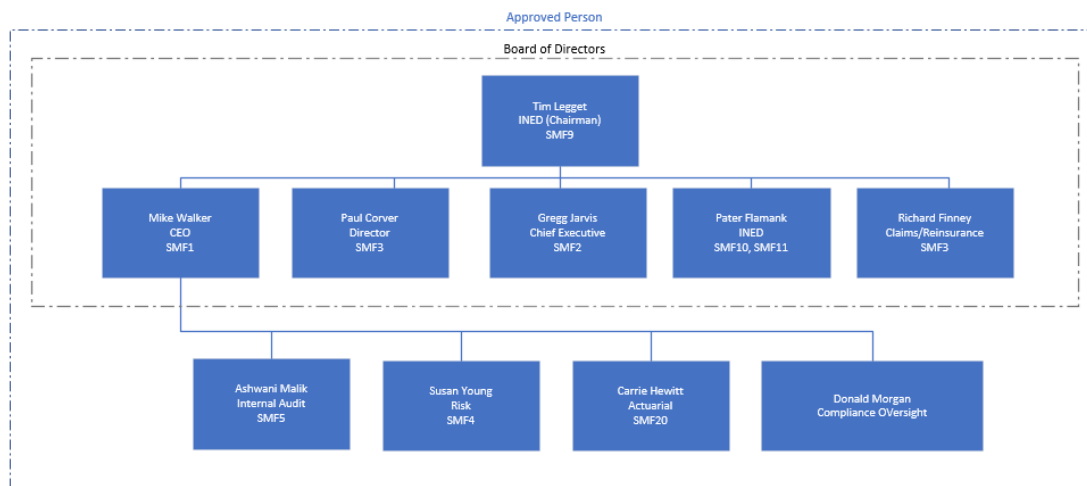 Approved Person
Board of Directors
Tim Legget
INED (Chairman)
SMF9
Mike Walker
CEO
SMF1
Paul Corver
Director
SMF3
Gregg Jarvis
Chief Executive
SMF2
Pater Flamank
INED
SMF10, SMF11
Richard Finney
Claims/Reinsurance
SMF3
Ashwani Malik
Internal Audit
SMF5
Susan Young
Risk
SMF4
Carrie Hewitt
Actuarial
SMF20
Donald Morgan
Compliance OVersight